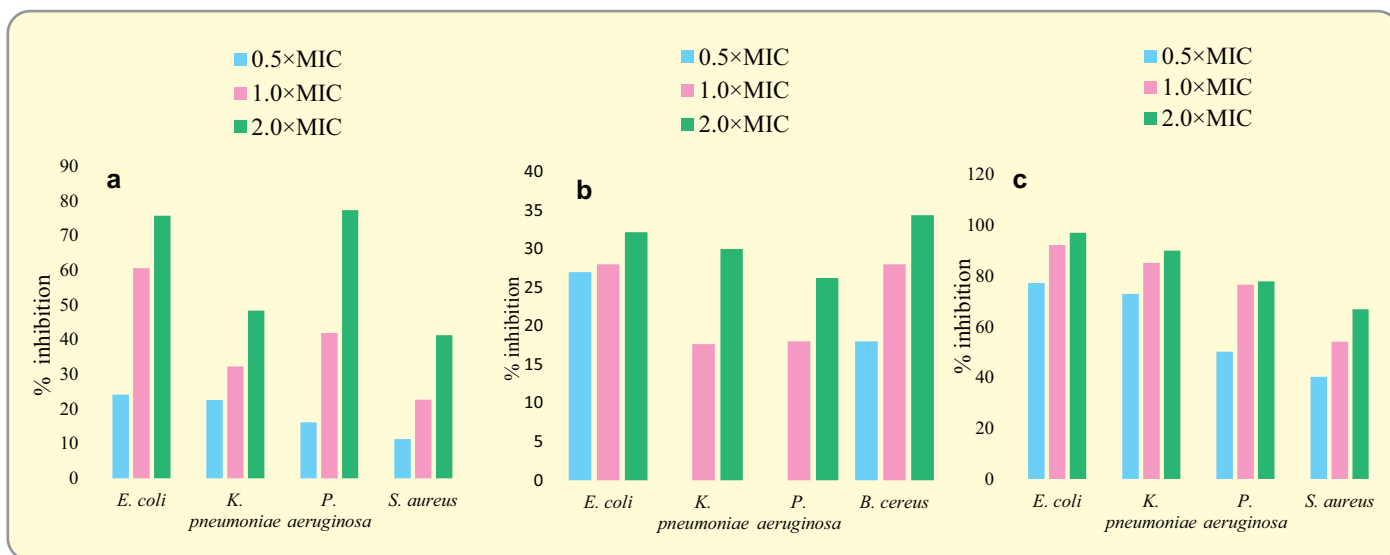 0.5×MIC
1.0×MIC
2.0×MIC
90
80
70
60
50
40
30
20
10
0
% inhibition
a
E. coli
K. pneumoniae
P. aeruginosa
S. aureus
0.5×MIC
1.0×MIC
2.0×MIC
40
35
30
25
20
15
10
5
0
% inhibition
b
E. coli
K. pneumoniae
P. aeruginosa
B. cereus
0.5×MIC
1.0×MIC
2.0×MIC
120
100
80
60
40
20
0
% inhibition
c
E. coli
K. pneumoniae
P. aeruginosa
S. aureus